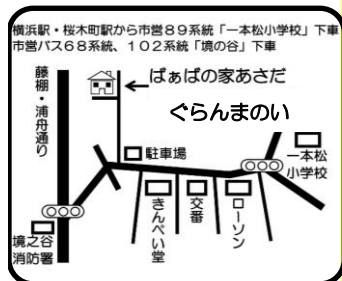 横浜駅・桜木町駅から市営８９系統「一本松小学校」下車
市営バス６８系統、１０２系統「境の谷」下車
藤棚・浦舟通り
ばぁばの家あさだ
ぐらんまのい
駐車場
一本松
小学校
きんぺい堂
交番
ローソン
境之谷
消防署